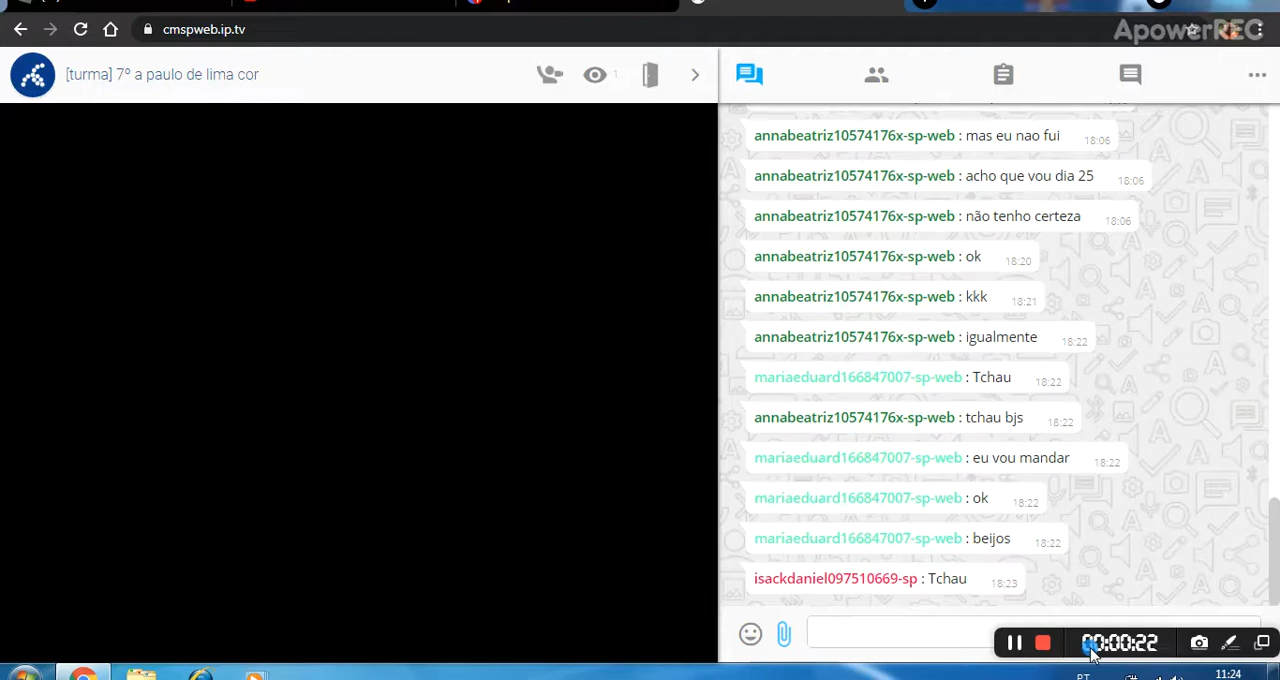 cmspweb.ip.tv
ApowerREC
[turma] 7º a paulo de lima cor
1
annabeatriz10574176x-sp-web : mas eu nao fui 18:06
annabeatriz10574176x-sp-web : acho que vou dia 25 18:06
annabeatriz10574176x-sp-web : não tenho certeza 18:06
annabeatriz10574176x-sp-web : ok 18:20
annabeatriz10574176x-sp-web : kkk 18:21
annabeatriz10574176x-sp-web : igualmente 18:22
mariaeduard166847007-sp-web : Tchau 18:22
annabeatriz10574176x-sp-web : tchau bjs 18:22
mariaeduard166847007-sp-web : eu vou mandar 18:22
mariaeduard166847007-sp-web : ok 18:22
mariaeduard166847007-sp-web : beijos 18:22
isackdaniel097510669-sp : Tchau 18:23
00:00:22
PT 11:24